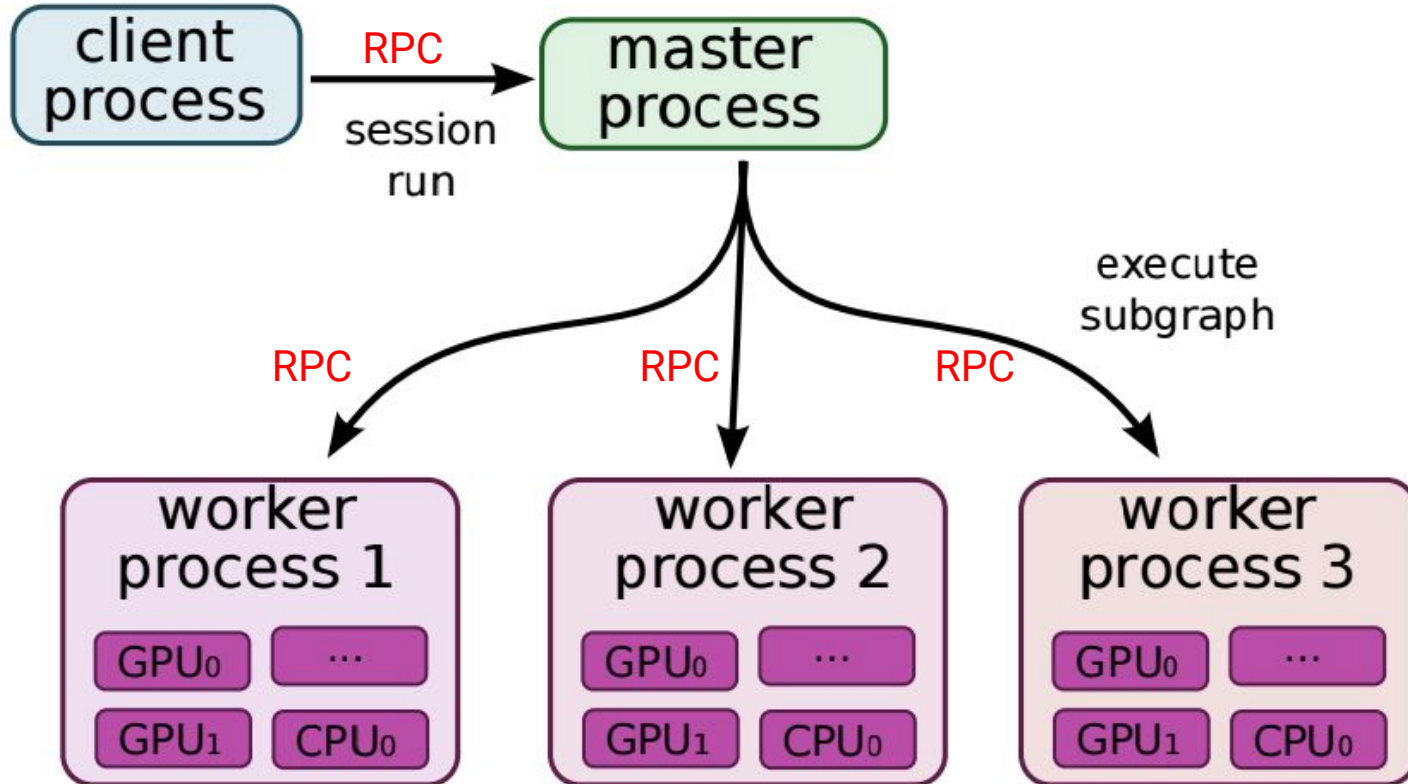 client
process
RPC
session
run
master
process
execute
subgraph
RPC
RPC
RPC
worker
process 1
GPU₀
...
GPU₁
CPU₀
worker
process 2
GPU₀
...
GPU₁
CPU₀
worker
process 3
GPU₀
...
GPU₁
CPU₀